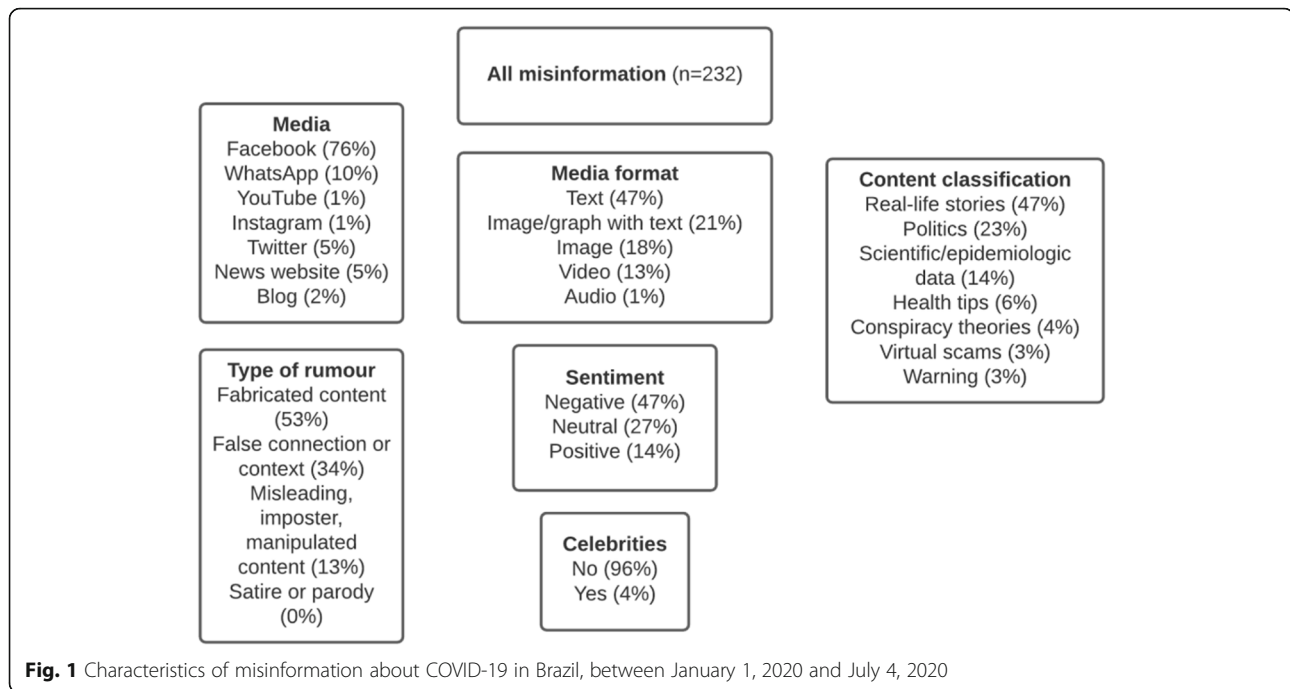 All misinformation (n=232)
Media
Facebook (76%)
WhatsApp (10%)
YouTube (1%)
Instagram (1%)
Twitter (5%)
News website (5%)
Blog (2%)
Media format
Text (47%)
Image/graph with text (21%)
Image (18%)
Video (13%)
Audio (1%)
Content classification
Real-life stories (47%)
Politics (23%)
Scientific/epidemiologic
data (14%)
Health tips (6%)
Conspiracy theories (4%)
Virtual scams (3%)
Warning (3%)
Type of rumour
Fabricated content
(53%)
False connection or
context (34%)
Misleading,
imposter,
manipulated
content (13%)
Satire or parody
(0%)
Sentiment
Negative (47%)
Neutral (27%)
Positive (14%)
Celebrities
No (96%)
Yes (4%)
Fig. 1 Characteristics of misinformation about COVID-19 in Brazil, between January 1, 2020 and July 4, 2020